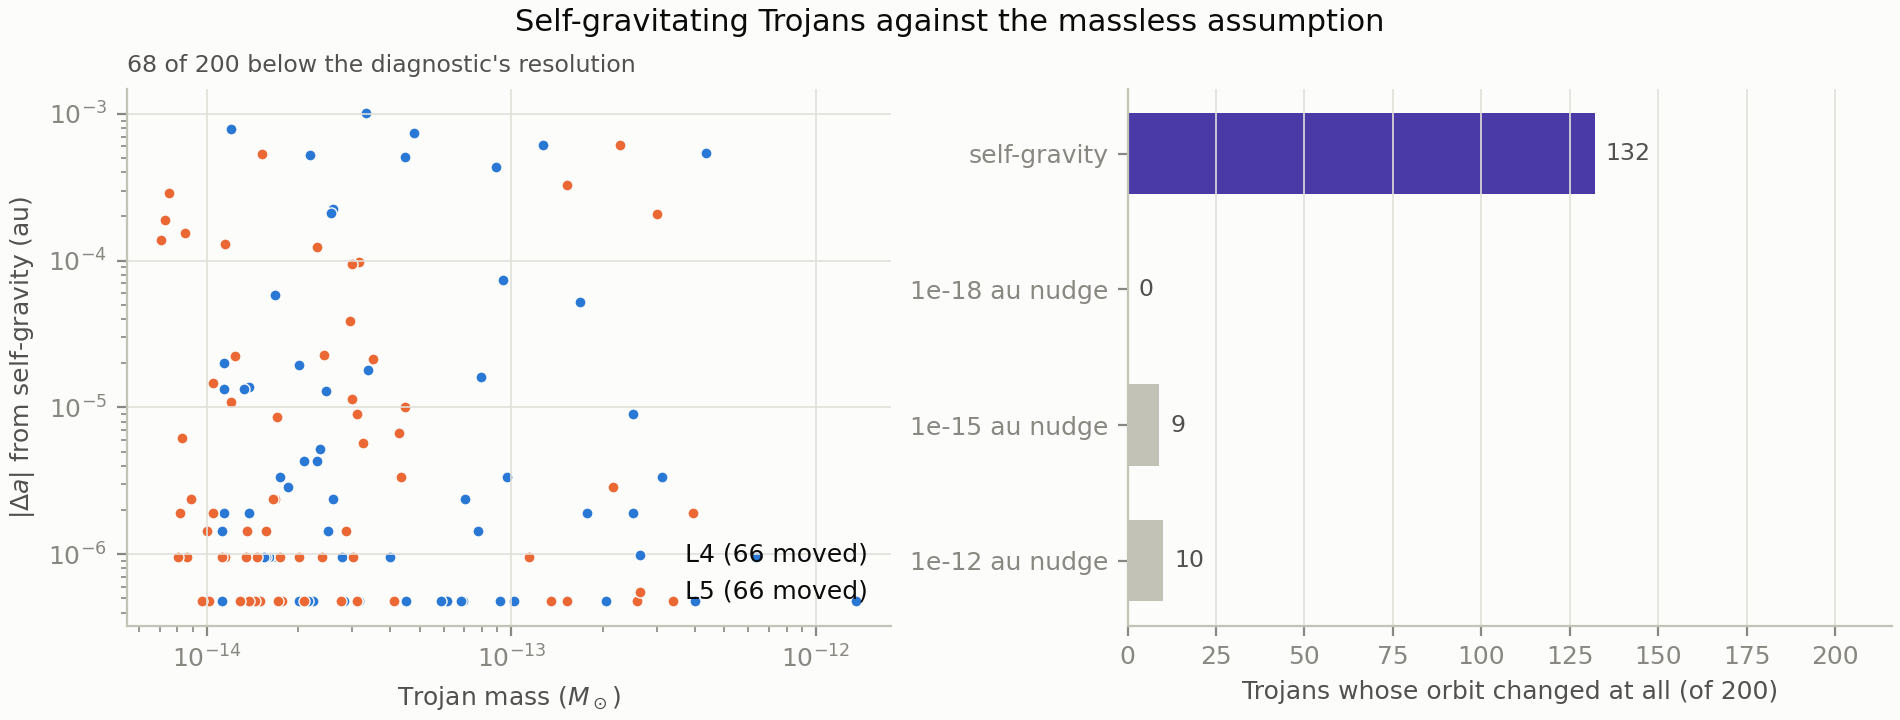 Self-gravitating Trojans against the massless assumption
68 of 200 below the diagnostic's resolution
10⁻³
10⁻⁴
10⁻⁵
10⁻⁶
|Δa| from self-gravity (au)
L4 (66 moved)
L5 (66 moved)
10⁻¹⁴
10⁻¹³
10⁻¹²
Trojan mass (M⊙)
self-gravity
132
1e-18 au nudge
0
1e-15 au nudge
9
1e-12 au nudge
10
0 25 50 75 100 125 150 175 200
Trojans whose orbit changed at all (of 200)